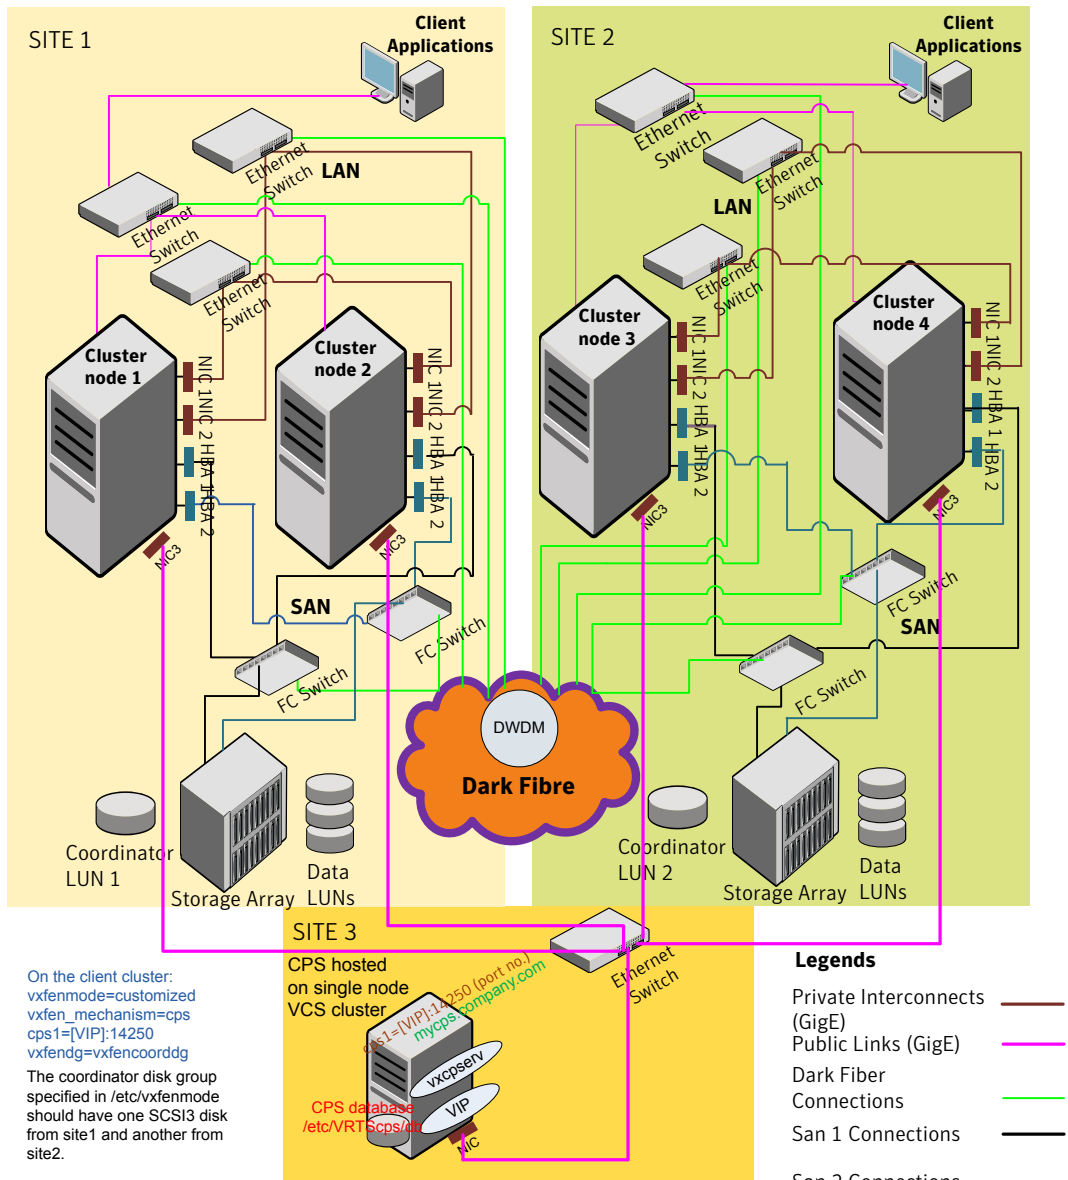 SITE 1
Client
Applications
Ethernet
Switch
LAN
Ethernet
Switch
Ethernet
Switch
Cluster
node 1
NIC 1
NIC 2
HBA 1
HBA 2
NIC3
Cluster
node 2
NIC 1
NIC 2
HBA 1
HBA 2
NIC3
SAN
FC Switch
FC Switch
Coordinator
LUN 1
Storage Array
Data
LUNs
SITE 2
Client
Applications
Ethernet
Switch
Ethernet
Switch
LAN
Ethernet
Switch
Cluster
node 3
NIC 1
NIC 2
HBA 1
HBA 2
NIC3
Cluster
node 4
NIC 1
NIC 2
HBA 1
HBA 2
NIC3
FC Switch
SAN
FC Switch
DWDM
Dark Fibre
Coordinator
LUN 2
Storage Array
Data
LUNs
SITE 3
CPS hosted
on single node
VCS cluster
Ethernet
Switch
cps1=[VIP]:14250 (port no.)
mycps.company.com
vxcpserv
VIP
CPS database
/etc/VRTScps/db
NIC
On the client cluster:
vxfenmode=customized
vxfen_mechanism=cps
cps1=[VIP]:14250
vxfendg=vxfencoorddg
The coordinator disk group
specified in /etc/vxfenmode
should have one SCSI3 disk
from site1 and another from
site2.
Legends
Private Interconnects
(GigE)
Public Links (GigE)
Dark Fiber
Connections
San 1 Connections
San 2 Connections